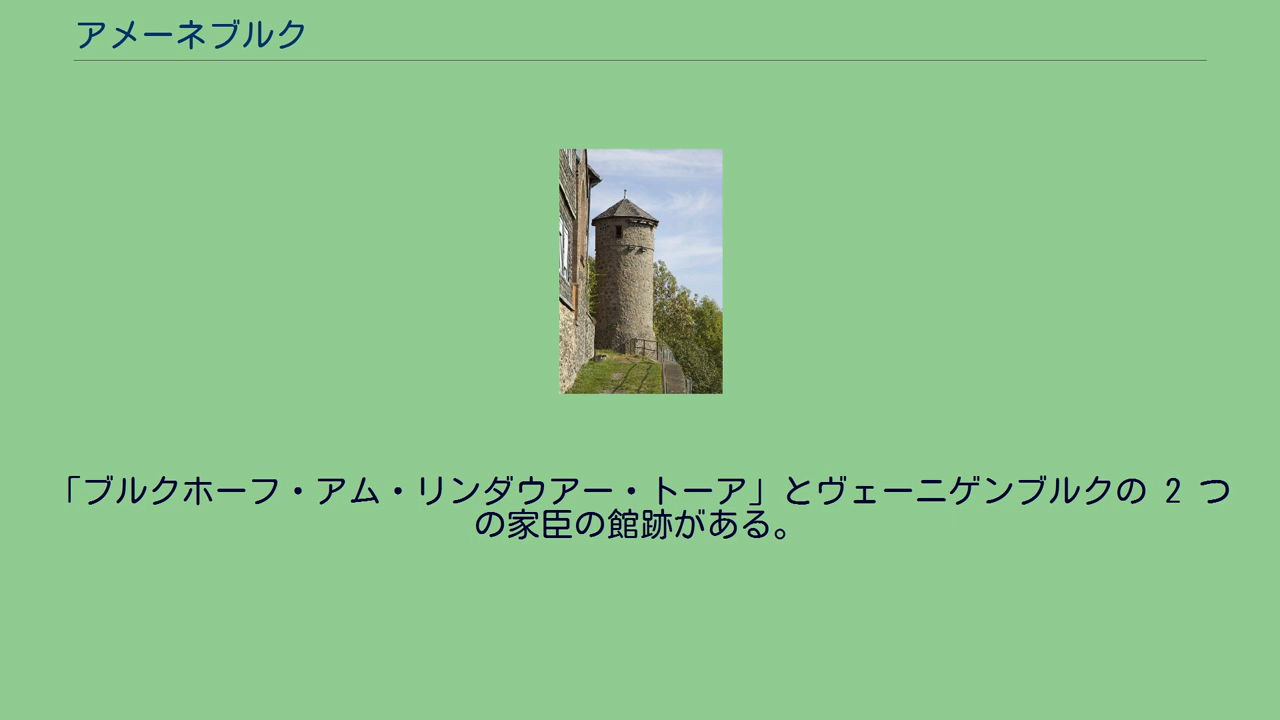 アメーネブルク
「ブルクホーフ・アム・リンダウアー・トーア」とヴェーニゲンブルクの 2 つ
の家臣の館跡がある。